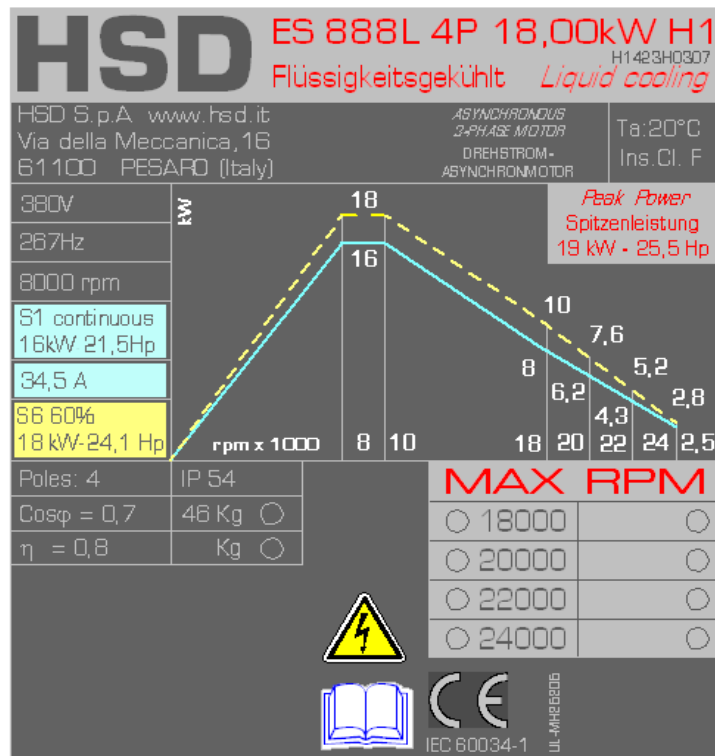 HSD
ES 888L 4P 18,00kW H1
H1423H0307
Flüssigkeitsgekühlt Liquid cooling
HSD S.p.A www.hsd.it
Via della Meccanica,16
61100 PESARO (Italy)
ASYNCHRONOUS
3-PHASE MOTOR
DREHSTROM-
ASYNCHRONMOTOR
Ta:20°C
Ins.Cl. F
380V
267Hz
8000 rpm
S1 continuous
16kW 21,5Hp
34,5 A
S6 60%
18 kW-24,1 Hp
kW
18
16
Peak Power
Spitzenleistung
19 kW - 25,5 Hp
10
7,6
5,2
2,8
8
6,2
4,3
2,5
rpm x 1000
8
10
18
20
22
24
Poles: 4
IP 54
Cosφ = 0,7
46 Kg
η = 0,8
Kg
MAX RPM
18000
20000
22000
24000
CE
IEC 60034-1
UL-MH26206